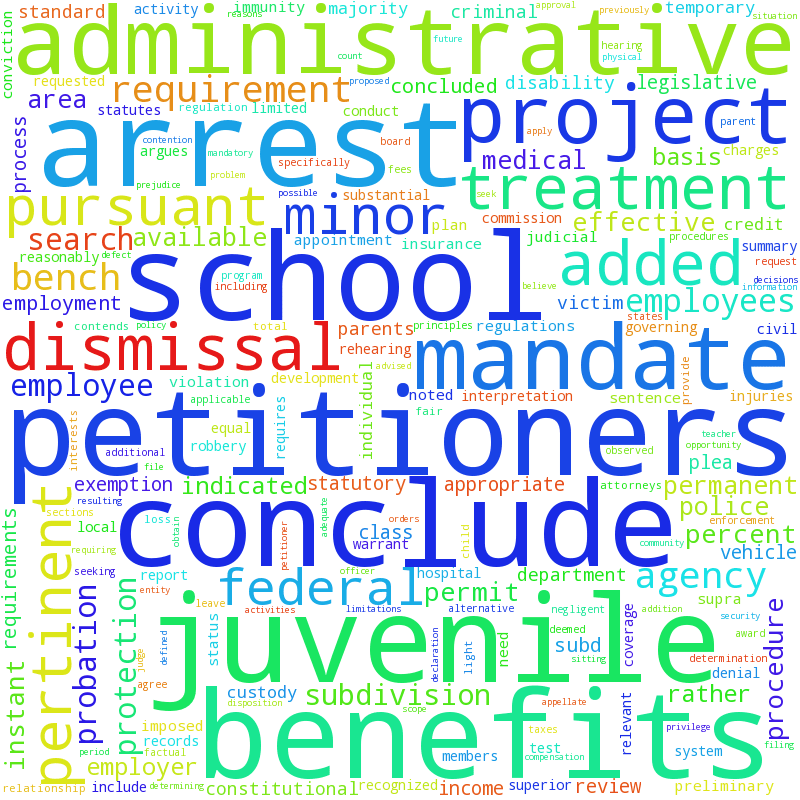 standard activity immunity majority criminal approval previously temporary situation
reasons
administrative
conviction future count hearing physical
requested requirement concluded disability legislative
area statutes regulation limited proposed project parent
process arrest conduct board apply
contention argues mandatory specifically fees medical basis charges
prejudice problem possible substantial treatment seek
pursuant minor plan commission effective credit
search available appointment insurance judicial procedures summary
reasonably defect school added request
bench program including believe decisions information
employment victim employees
contends policy total parents principles regulations states governing civil
dismissal rehearing mandate
employee violation development advised individual noted interpretation provide sentence injuries
applicable fair
interests equal requires petitioners observed teacher opportunity
robbery
additional file plea
exemption indicated statutory appropriate attorneys permanent
resulting sections conclude police
local loss obtain petitioner adequate orders class enforcement percent
requiring warrant child community vehicle
seeking report officer hospital department
pertinent requirements entity federal permit agency
probation protection leave activities limitations alternative negligent addition supra security
instant status juvenile declaration light need deemed subd coverage award procedure
judge defined sitting determination denial
agree custody subdivision rather
disposition scope appellate relevant privilege
imposed benefits taxes test filing
records members system
period factual compensation
employer
relationship include determining constitutional recognized income superior review preliminary